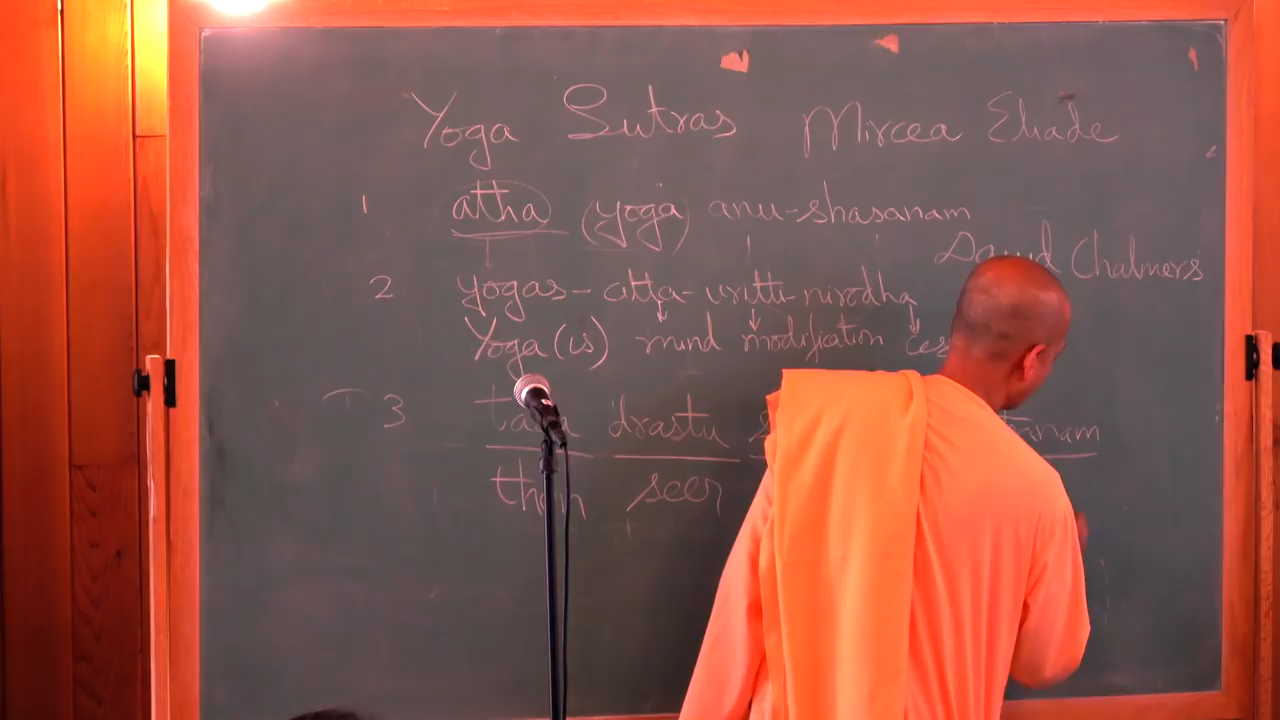 Yoga Sutras Mircea Eliade
1 atha (yoga) anu-shasanam
David Chalmers
2 yogas-citta-vritti-nirodha
Yoga (is) mind modification ces
3 tada drastu
then seer